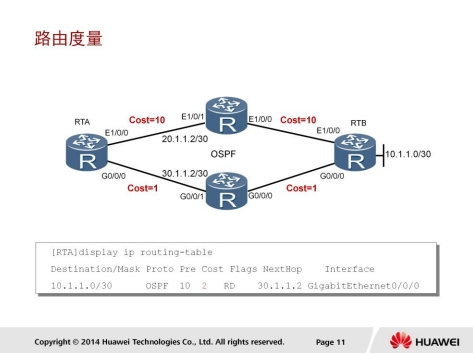 路由度量
RTA
Cost=10
E1/0/1
E1/0/0
Cost=10
RTB
E1/0/0
20.1.1.2/30
E1/0/0
OSPF
10.1.1.0/30
G0/0/0
30.1.1.2/30
G0/0/0
Cost=1
G0/0/1
G0/0/0
Cost=1
R
R
R
R
[RTA]display ip routing-table
Destination/Mask Proto Pre Cost Flags NextHop Interface
10.1.1.0/30 OSPF 10 2 RD 30.1.1.2 GigabitEthernet0/0/0
Copyright © 2014 Huawei Technologies Co., Ltd. All rights reserved.
Page 11
HUAWEI